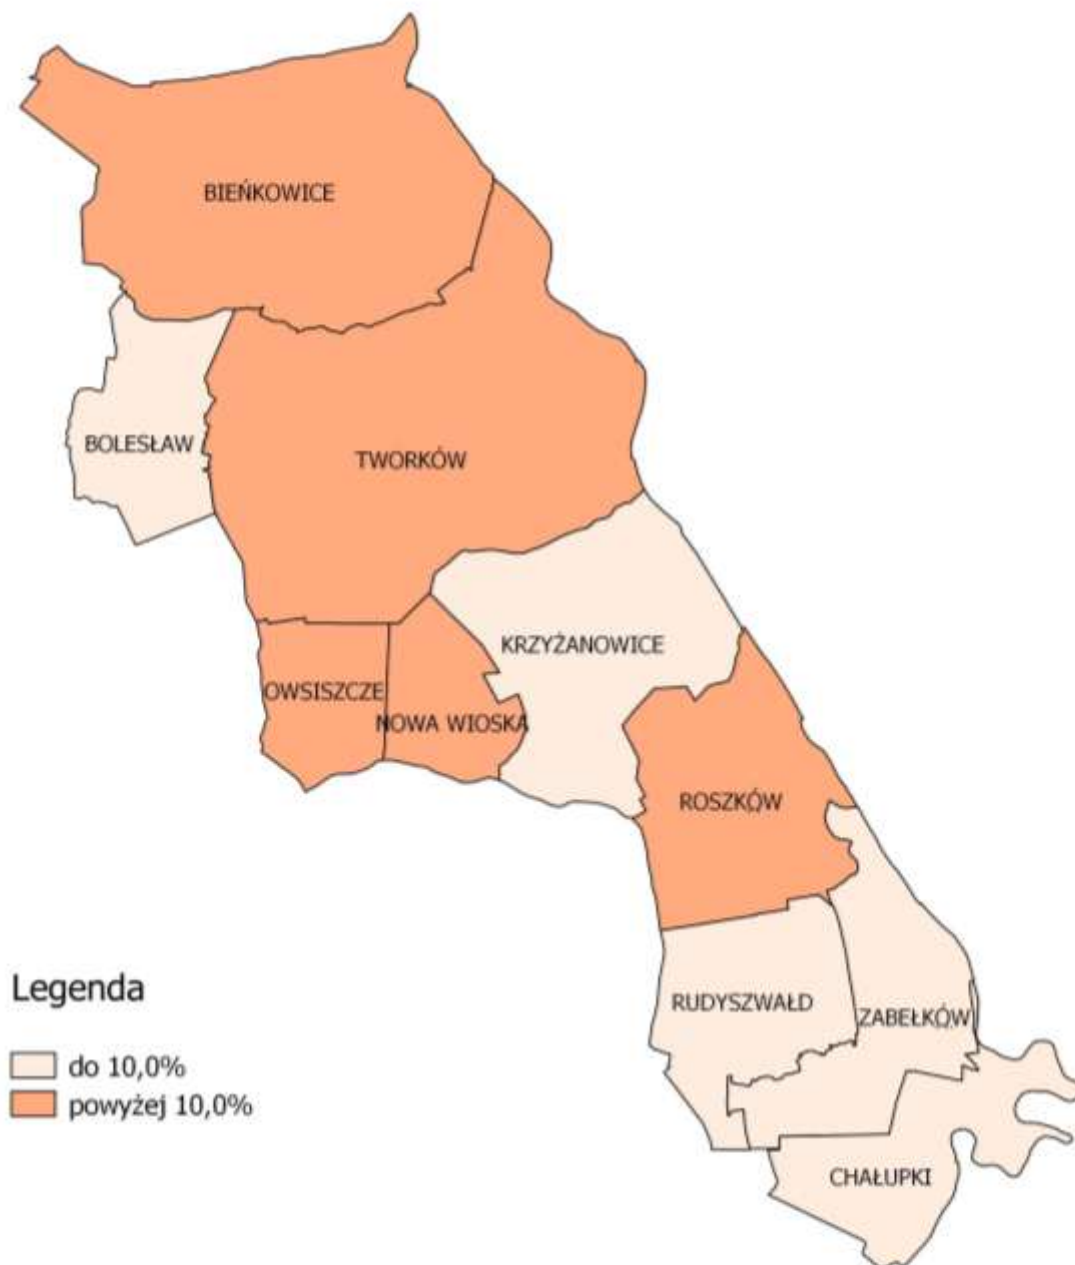 BIEŃKOWICE
BOLESŁAW
TWORKÓW
KRZYŻANOWICE
OWSISZCZE
NOWA WIOSKA
ROSZKÓW
RUDYSZWAŁD
ZABEŁKÓW
CHAŁUPKI
Legenda
do 10,0%
powyżej 10,0%